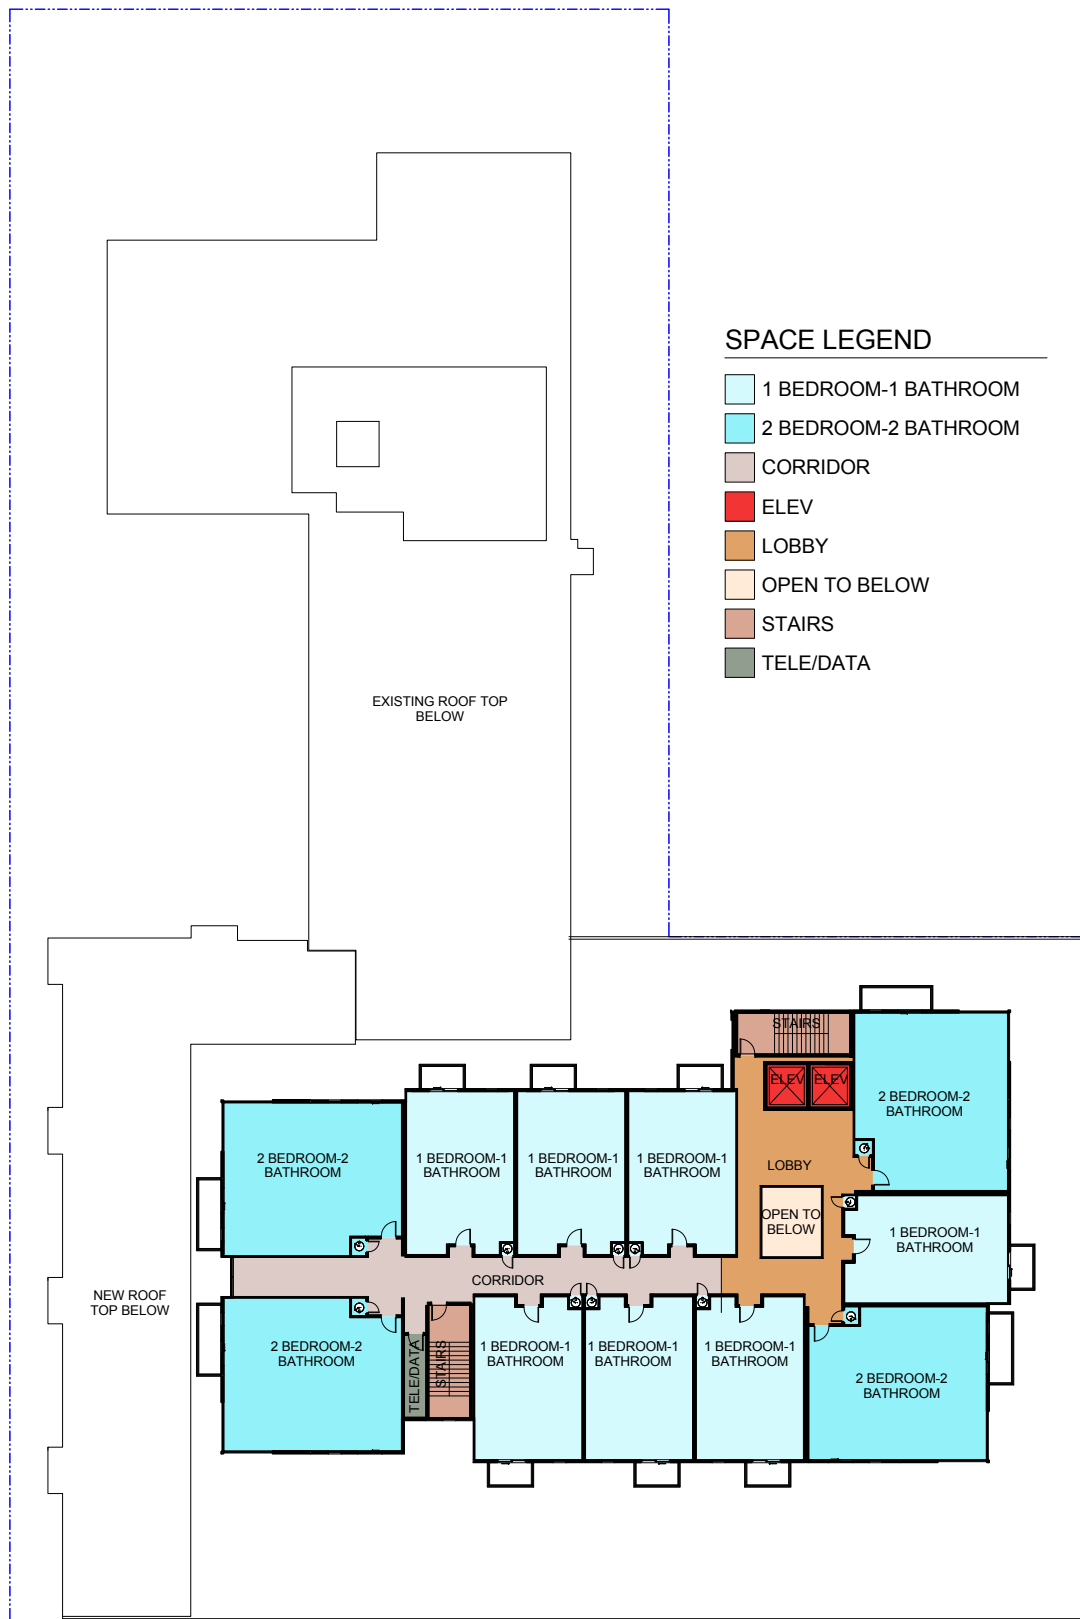 SPACE LEGEND
1 BEDROOM-1 BATHROOM
2 BEDROOM-2 BATHROOM
CORRIDOR
ELEV
LOBBY
OPEN TO BELOW
STAIRS
TELE/DATA
EXISTING ROOF TOP
BELOW
STAIRS
ELEV
ELEV
2 BEDROOM-2
BATHROOM
2 BEDROOM-2
BATHROOM
1 BEDROOM-1
BATHROOM
1 BEDROOM-1
BATHROOM
1 BEDROOM-1
BATHROOM
LOBBY
OPEN TO
BELOW
1 BEDROOM-1
BATHROOM
CORRIDOR
NEW ROOF
TOP BELOW
2 BEDROOM-2
BATHROOM
TELE/DATA
STAIRS
1 BEDROOM-1
BATHROOM
1 BEDROOM-1
BATHROOM
1 BEDROOM-1
BATHROOM
2 BEDROOM-2
BATHROOM